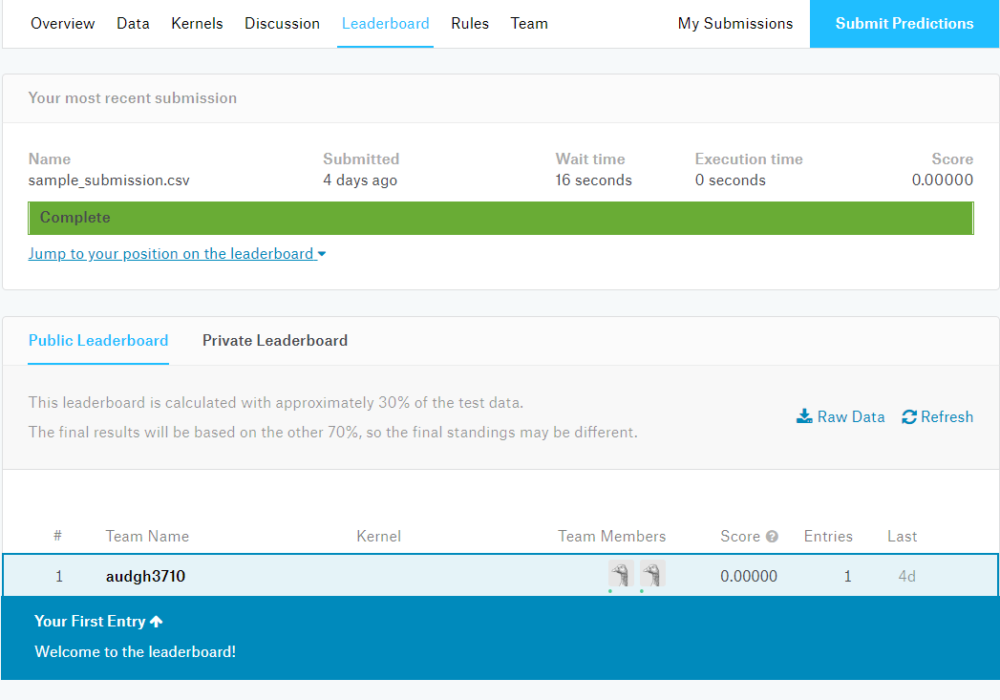 Overview Data Kernels Discussion Leaderboard Rules Team My Submissions Submit Predictions
Your most recent submission
Name Submitted Wait time Execution time Score
sample_submission.csv 4 days ago 16 seconds 0 seconds 0.00000
Complete
Jump to your position on the leaderboard
Public Leaderboard Private Leaderboard
This leaderboard is calculated with approximately 30% of the test data.
The final results will be based on the other 70%, so the final standings may be different.
Raw Data Refresh
# Team Name Kernel Team Members Score ? Entries Last
1 audgh3710 0.00000 1 4d
Your First Entry
Welcome to the leaderboard!